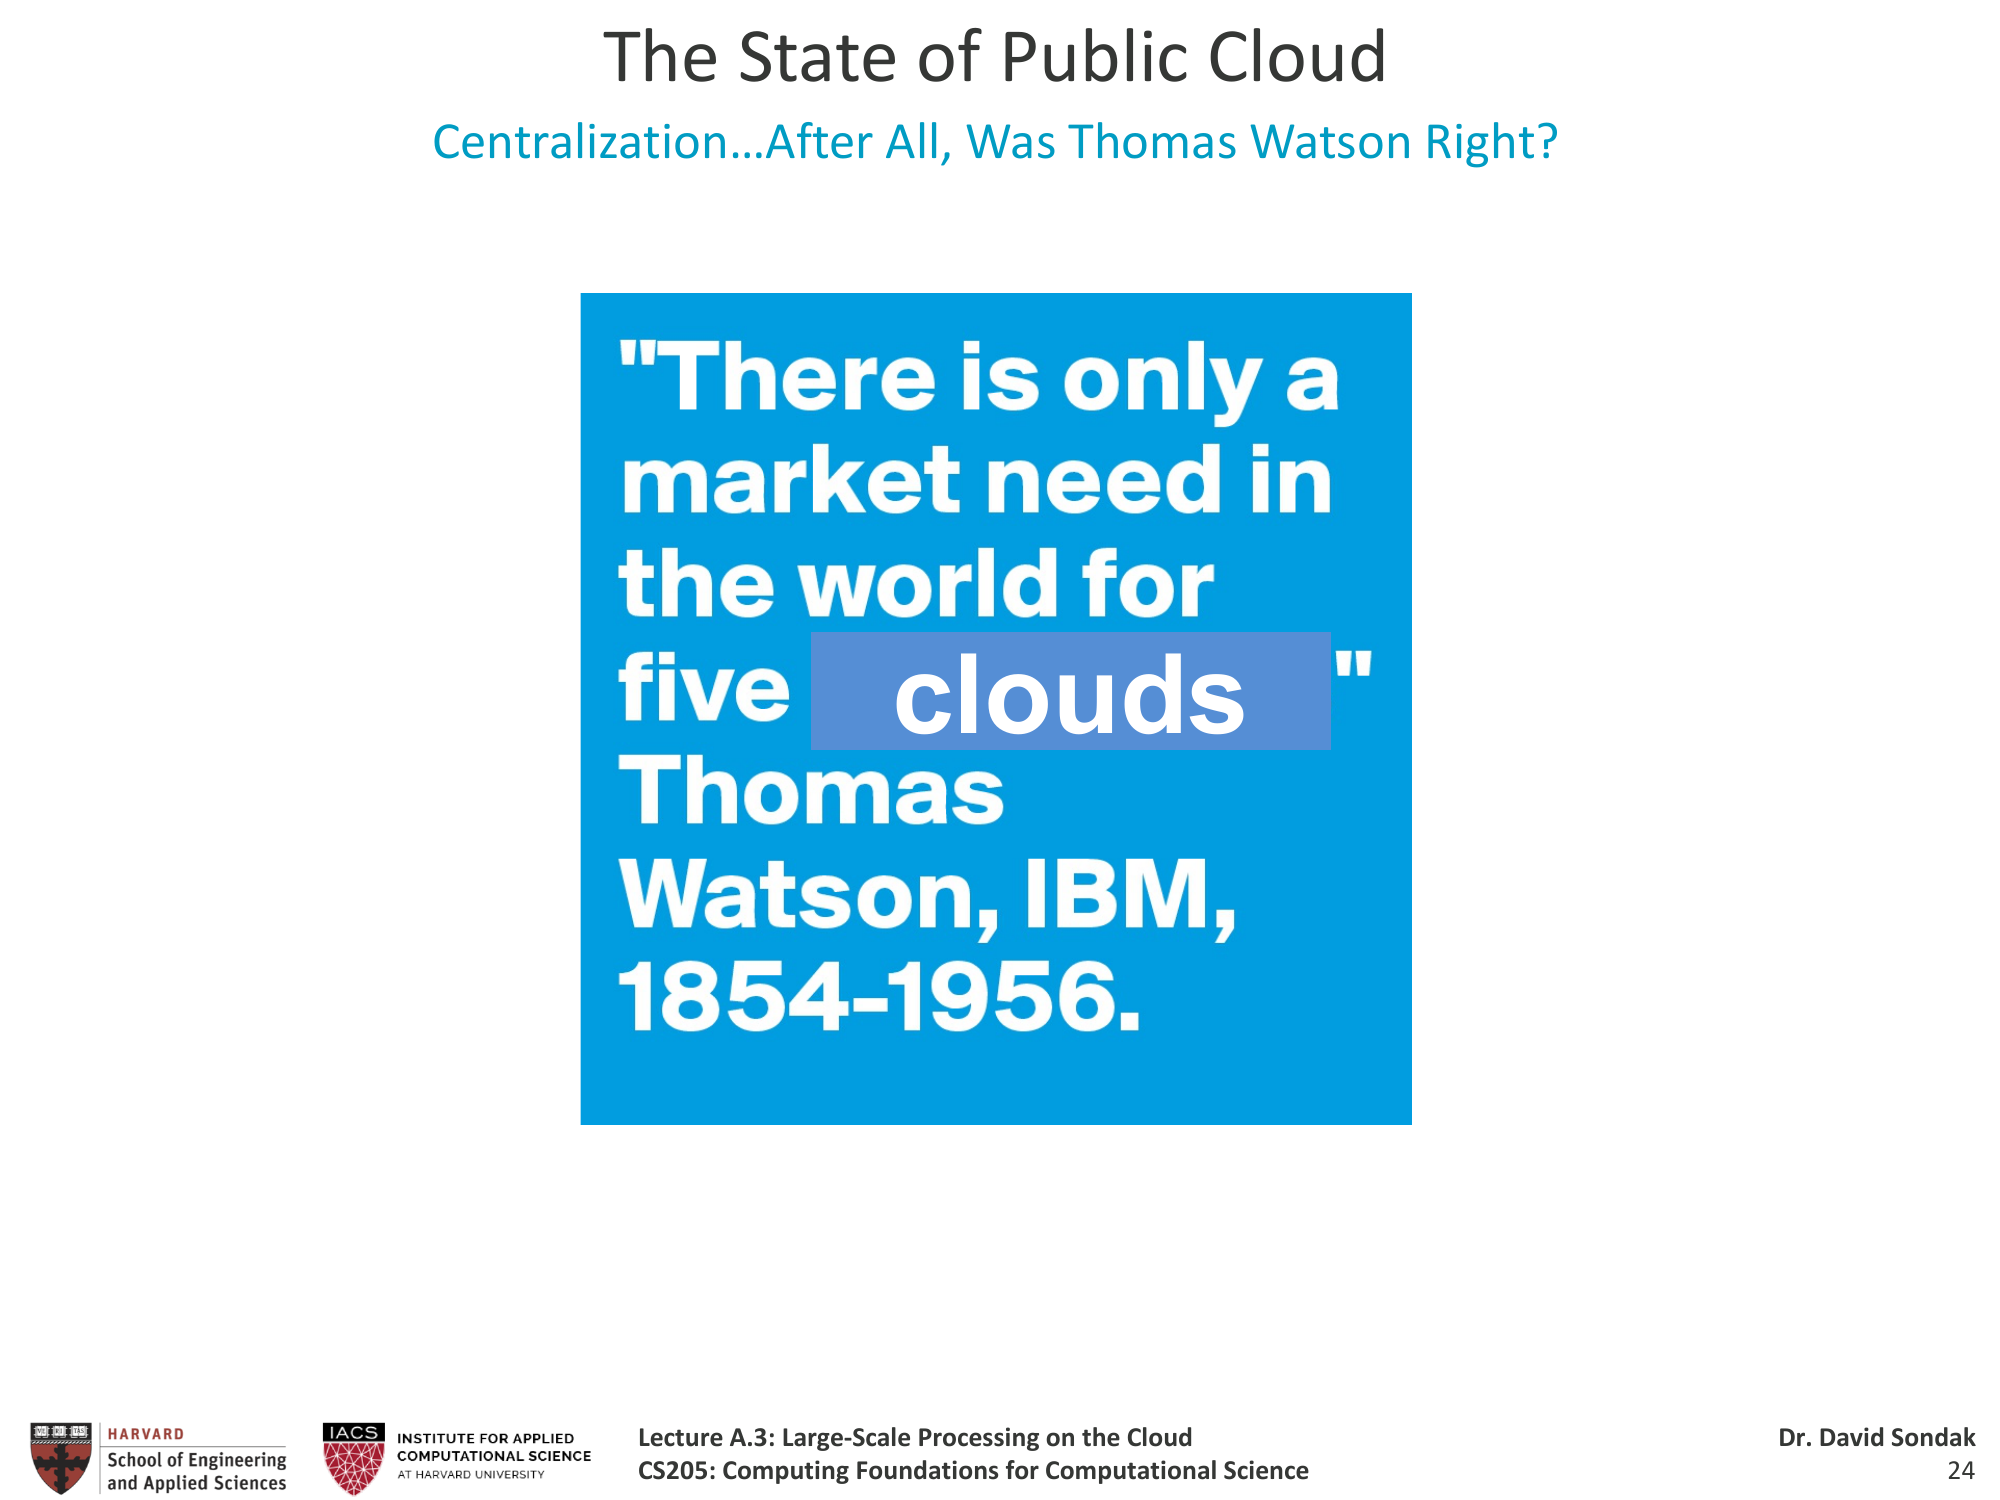 The State of Public Cloud
Centralization...After All, Was Thomas Watson Right?
"There is only a
market need in
the world for
five clouds "
Thomas
Watson, IBM,
1854-1956.
HARVARD
School of Engineering
and Applied Sciences
IACS
INSTITUTE FOR APPLIED
COMPUTATIONAL SCIENCE
AT HARVARD UNIVERSITY
Lecture A.3: Large-Scale Processing on the Cloud
CS205: Computing Foundations for Computational Science
Dr. David Sondak
24